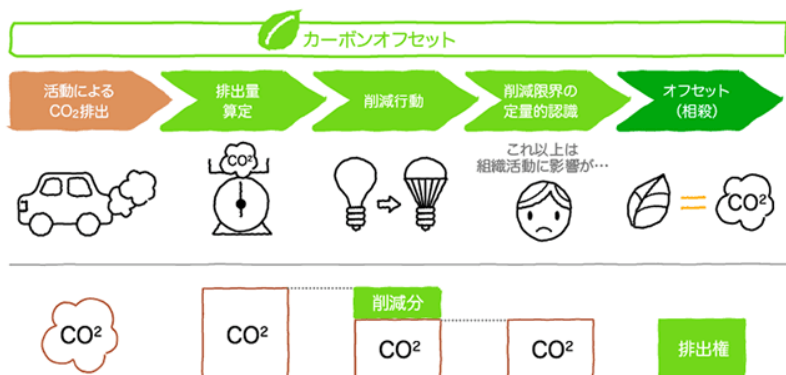 カーボンオフセット
活動による
CO₂排出
排出量
算定
削減行動
削減限界の
定量的認識
オフセット
(相殺)
これ以上は
組織活動に影響が…
CO²
CO²
削減分
CO²
CO²
CO²
CO²
排出権